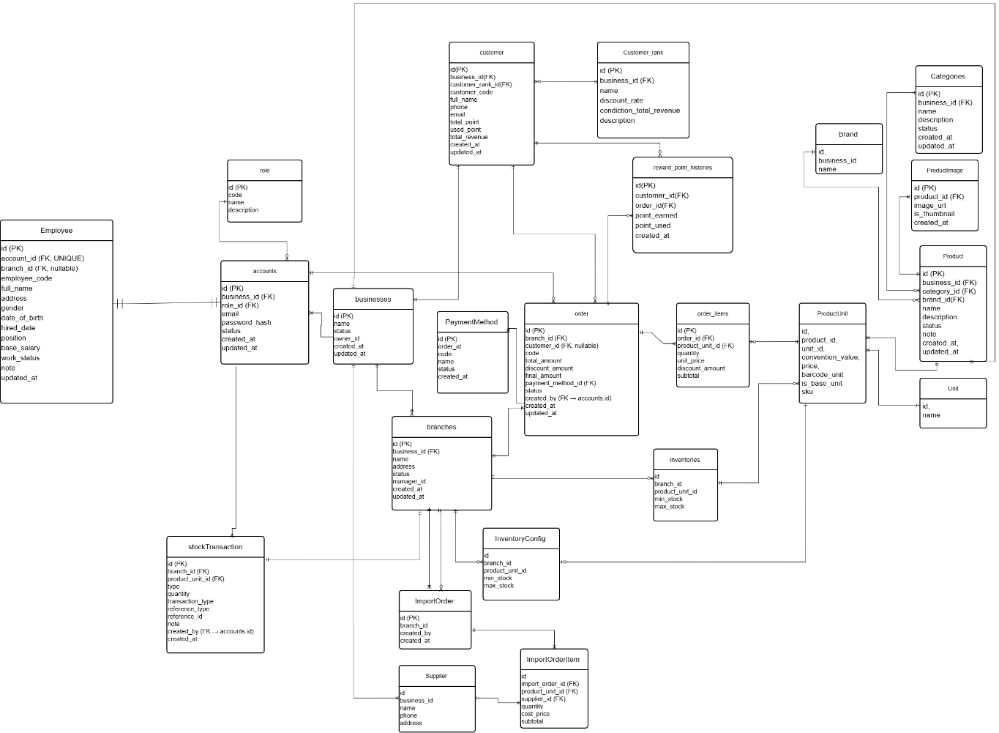 customer
id(PK)
business_id(FK)
customer_rank_id(FK)
customer_code
full_name
phone
email
total_point
used_point
total_revenue
created_at
updated_at
Customer_rank
id (PK)
business_id (FK)
name
discount_rate
condiction_total_revenue
description
Categories
id (PK)
business_id (FK)
name
description
status
created_at
updated_at
Brand
id,
business_id
name
role
id (PK)
code
name
description
reward_point_histories
id(PK)
customer_id(FK)
order_id(FK)
point_earned
point_used
created_at
ProductImage
id (PK)
product_id (FK)
image_url
is_thumbnail
created_at
Employee
id (PK)
account_id (FK, UNIQUE)
branch_id (FK, nullable)
employee_code
full_name
address
gender
date_of_birth
hired_date
position
base_salary
work_status
note
updated_at
accounts
id (PK)
business_id (FK)
role_id (FK)
email
password_hash
status
created_at
updated_at
businesses
id (PK)
name
status
owner_id
created_at
updated_at
PaymentMethod
id (PK)
order_id
code
name
status
created_at
order
id (PK)
branch_id (FK)
customer_id (FK, nullable)
code
total_amount
discount_amount
final_amount
payment_method_id (FK)
status
created_by (FK → accounts.id)
created_at
updated_at
order_items
id (PK)
order_id (FK)
product_unit_id (FK)
quantity
unit_price
discount_amount
subtotal
ProductUnit
id,
product_id,
unit_id,
convention_value,
price,
barcode_unit
is_base_unit
sku
Product
id (PK)
business_id (FK)
category_id (FK)
brand_id(FK)
name
description
status
note
created_at,
updated_at
Unit
id,
name
branches
id (PK)
business_id (FK)
name
address
status
manager_id
created_at
updated_at
Inventories
id
branch_id
product_unit_id
min_stock
max_stock
stockTransaction
id (PK)
branch_id (FK)
product_unit_id (FK)
type
quantity
transaction_type
reference_type
reference_id
note
created_by (FK → accounts.id)
created_at
InventoryConfig
id
branch_id
product_unit_id
min_stock
max_stock
ImportOrder
id (PK)
branch_id
created_by
created_at
ImportOrderItem
id
import_order_id (FK)
product_unit_id (FK)
supplier_id (FK)
quantity
cost_price
subtotal
Supplier
id
business_id
name
phone
address